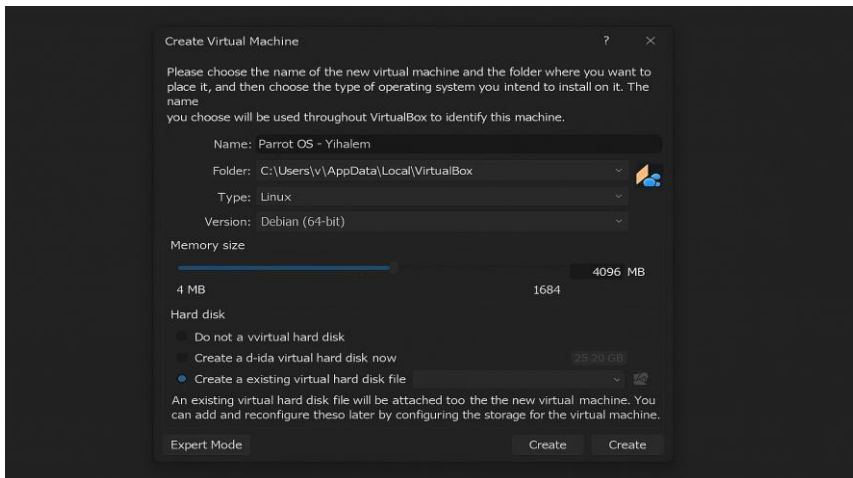 Create Virtual Machine ? ×
Please choose the name of the new virtual machine and the folder where you want to
place it, and then choose the type of operating system you intend to install on it. The
name
you choose will be used throughout VirtualBox to identify this machine.
Name: Parrot OS - Yihalem
Folder: C:\Users\v\AppData\Local\VirtualBox
Type: Linux
Version: Debian (64-bit)
Memory size
4096 MB
4 MB 1684
Hard disk
Do not a vvirtual hard disk
Create a d-ida virtual hard disk now 25 20 GB
Create a existing virtual hard disk file
An existing virtual hard disk file will be attached too the the new virtual machine. You
can add and reconfigure theso later by configuring the storage for the virtual machine.
Expert Mode Create Create